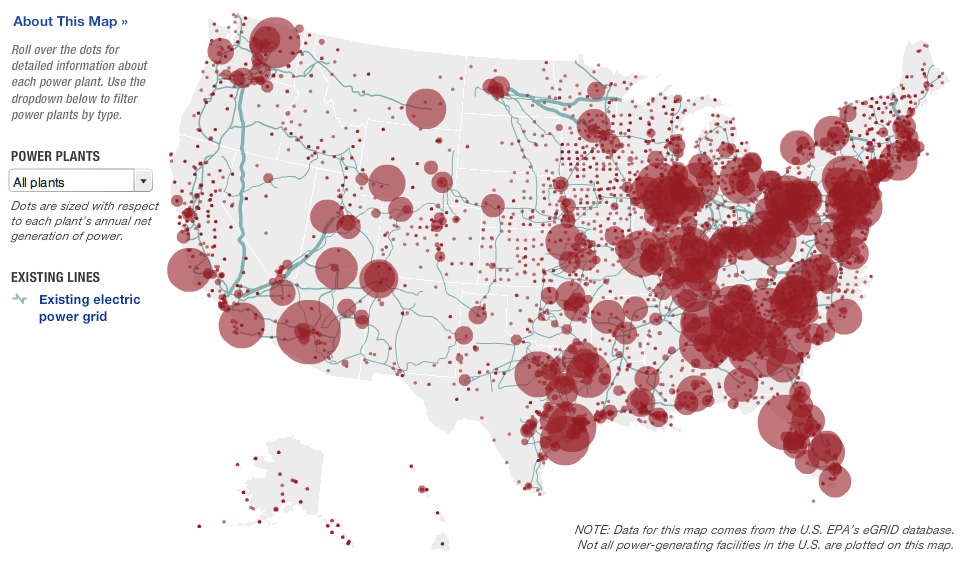 About This Map »
Roll over the dots for
detailed information about
each power plant. Use the
dropdown below to filter
power plants by type.
POWER PLANTS
All plants
Dots are sized with respect
to each plant's annual net
generation of power.
EXISTING LINES
Existing electric
power grid
NOTE: Data for this map comes from the U.S. EPA's eGRID database.
Not all power-generating facilities in the U.S. are plotted on this map.